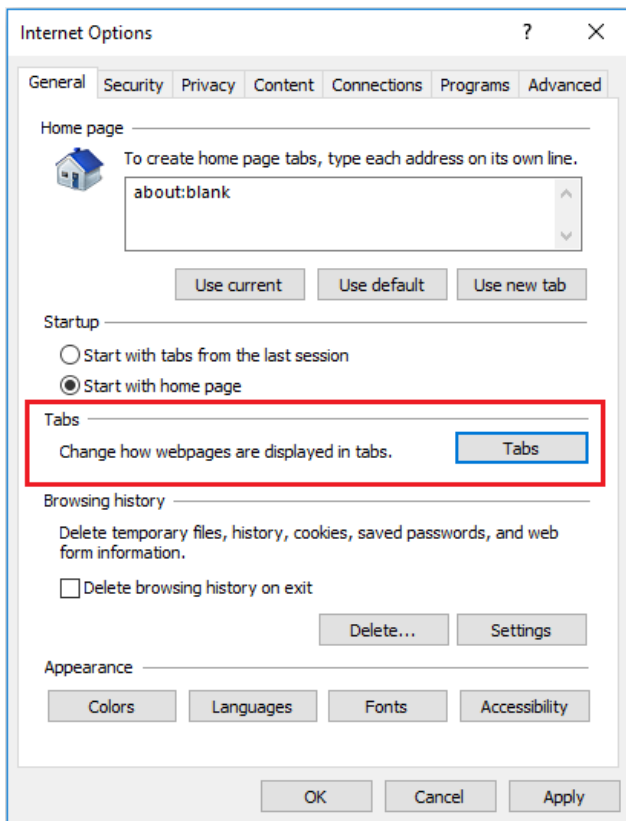 Internet Options ?
General Security Privacy Content Connections Programs Advanced
Home page
To create home page tabs, type each address on its own line.
about:blank
Use current Use default Use new tab
Startup
Start with tabs from the last session
Start with home page
Tabs
Change how webpages are displayed in tabs. Tabs
Browsing history
Delete temporary files, history, cookies, saved passwords, and web
form information.
Delete browsing history on exit
Delete... Settings
Appearance
Colors Languages Fonts Accessibility
OK Cancel Apply